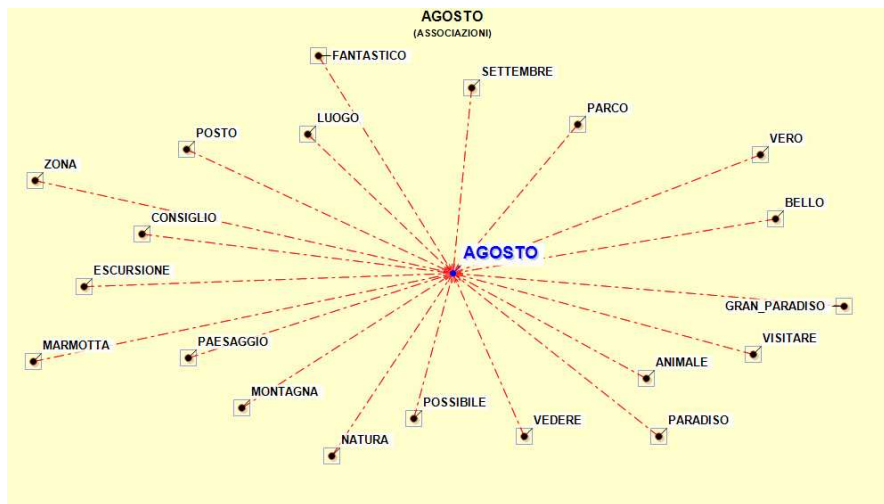 AGOSTO
(ASSOCIAZIONI)
FANTASTICO
SETTEMBRE
PARCO
LUOGO
POSTO
VERO
ZONA
BELLO
CONSIGLIO
AGOSTO
ESCURSIONE
GRAN_PARADISO
VISITARE
PAESAGGIO
MARMOTTA
ANIMALE
MONTAGNA
POSSIBILE
VEDERE
PARADISO
NATURA